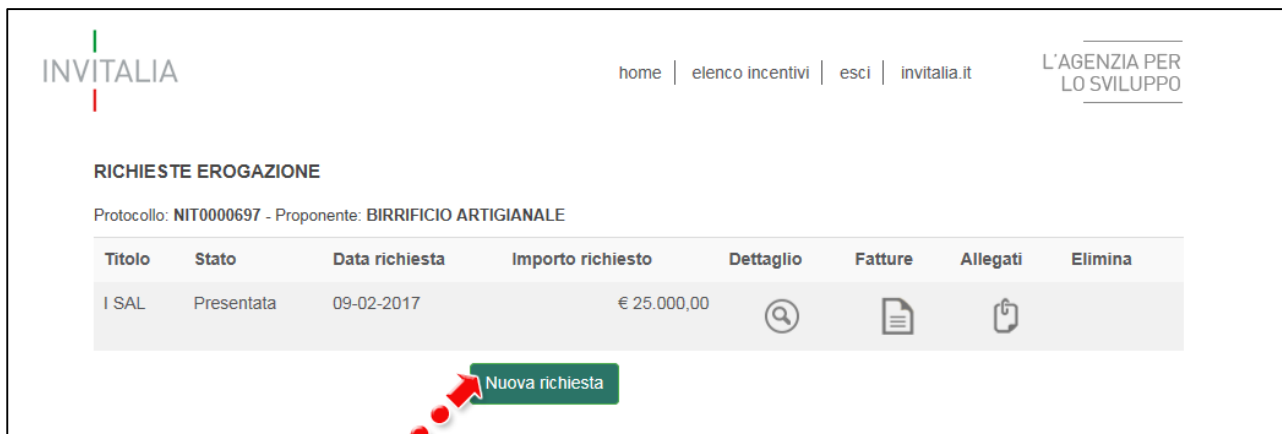 INVITALIA
home | elenco incentivi | esci | invitalia.it
L'AGENZIA PER
LO SVILUPPO
RICHIESTE EROGAZIONE
Protocollo: NIT0000697 - Proponente: BIRRIFICIO ARTIGIANALE
Titolo Stato Data richiesta Importo richiesto Dettaglio Fatture Allegati Elimina
I SAL Presentata 09-02-2017 € 25.000,00
Nuova richiesta